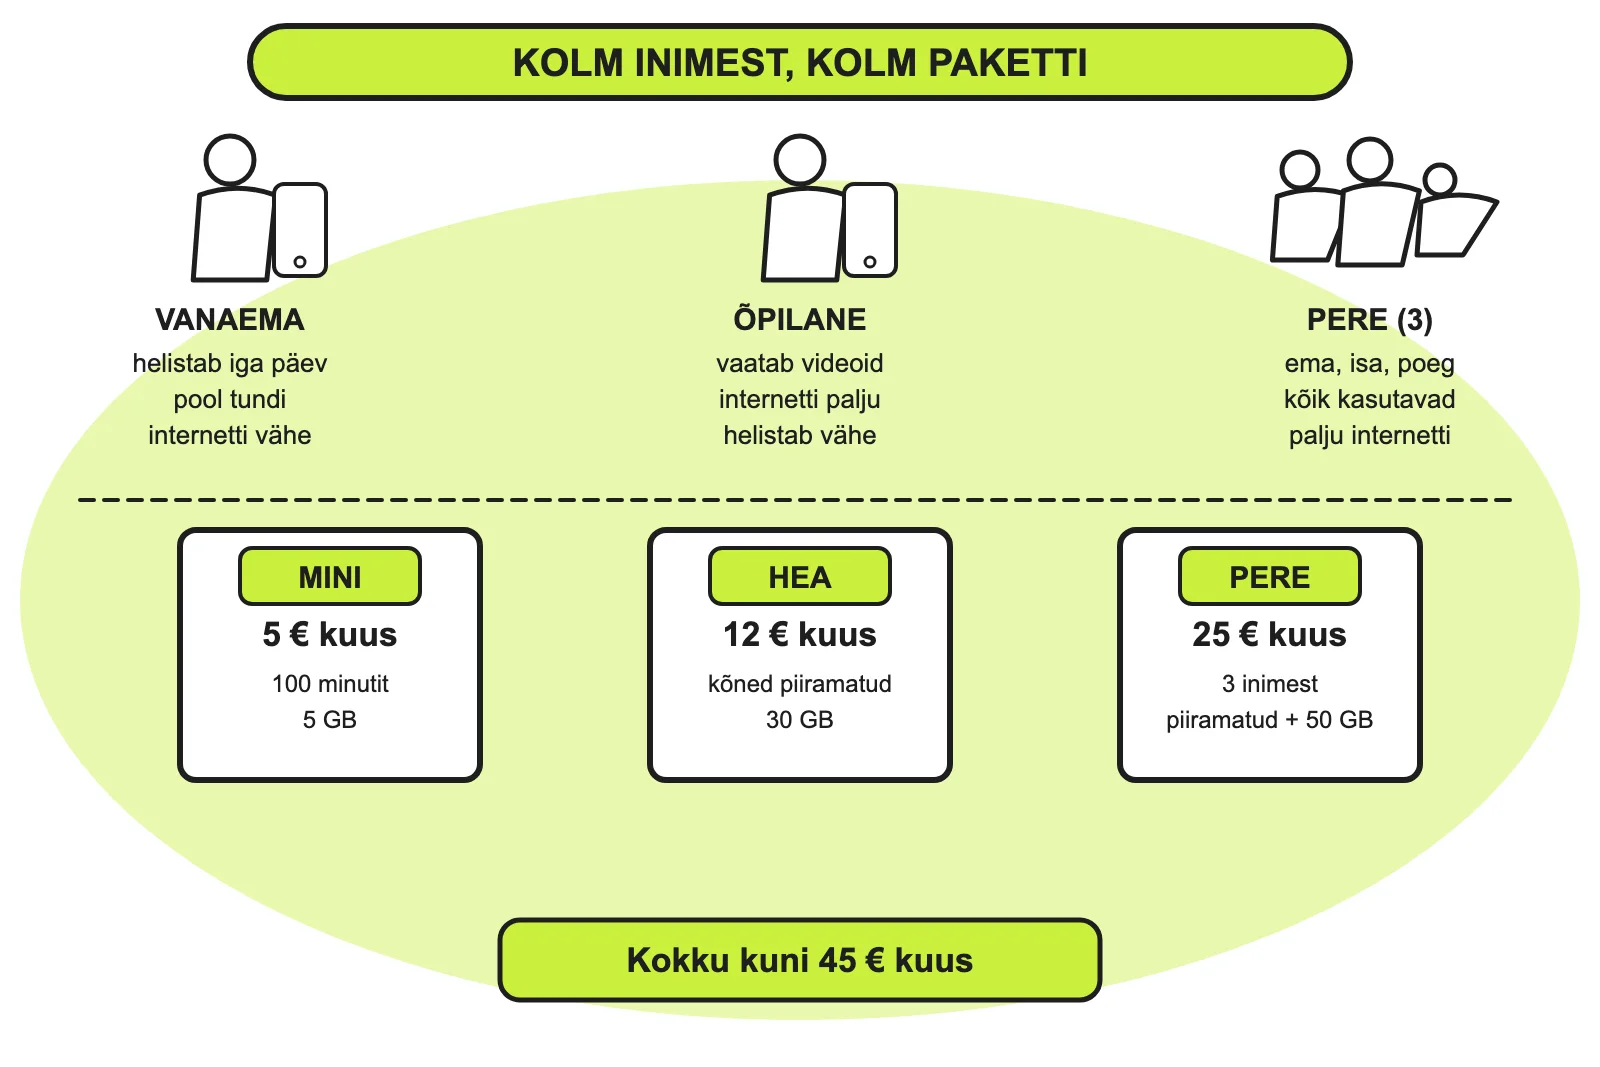 KOLM INIMEST, KOLM PAKETTI
VANAEMA
helistab iga päev
pool tundi
internetti vähe
ÕPILANE
vaatab videoid
internetti palju
helistab vähe
PERE (3)
ema, isa, poeg
kõik kasutavad
palju internetti
MINI
5 € kuus
100 minutit
5 GB
HEA
12 € kuus
kõned piiramatud
30 GB
PERE
25 € kuus
3 inimest
piiramatud + 50 GB
Kokku kuni 45 € kuus